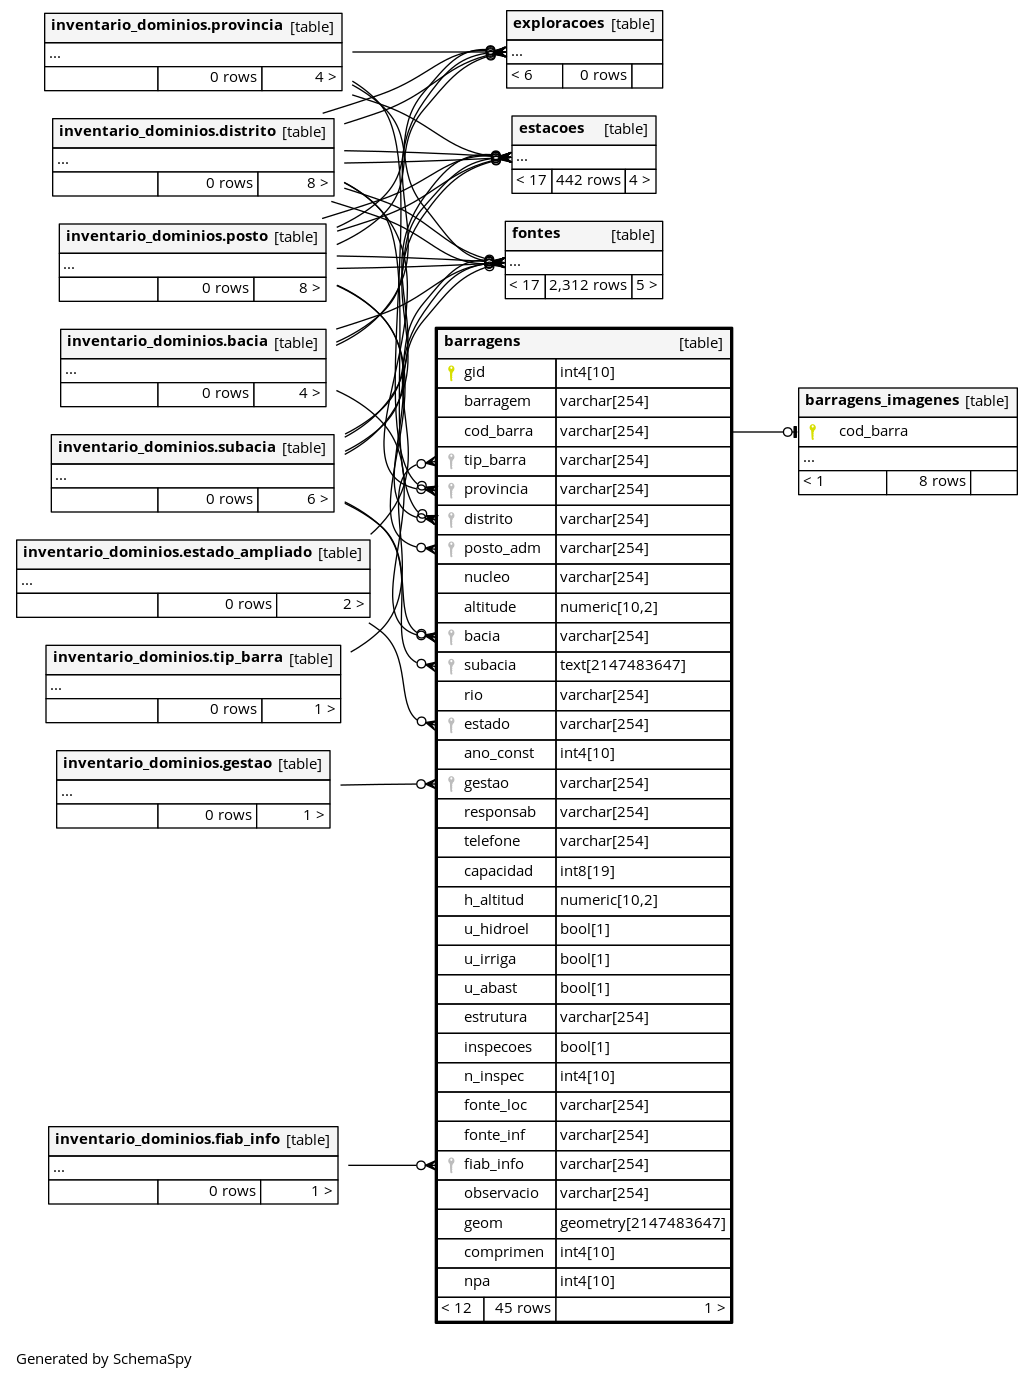 inventario_dominios.provincia [table]
...
0 rows 4 >
inventario_dominios.distrito [table]
...
0 rows 8 >
inventario_dominios.posto [table]
...
0 rows 8 >
inventario_dominios.bacia [table]
...
0 rows 4 >
inventario_dominios.subacia [table]
...
0 rows 6 >
inventario_dominios.estado_ampliado [table]
...
0 rows 2 >
inventario_dominios.tip_barra [table]
...
0 rows 1 >
inventario_dominios.gestao [table]
...
0 rows 1 >
inventario_dominios.fiab_info [table]
...
0 rows 1 >
exploracoes [table]
...
< 6 0 rows
estacoes [table]
...
< 17 442 rows 4 >
fontes [table]
...
< 17 2,312 rows 5 >
barragens [table]
gid int4[10]
barragem varchar[254]
cod_barra varchar[254]
tip_barra varchar[254]
provincia varchar[254]
distrito varchar[254]
posto_adm varchar[254]
nucleo varchar[254]
altitude numeric[10,2]
bacia varchar[254]
subacia text[2147483647]
rio varchar[254]
estado varchar[254]
ano_const int4[10]
gestao varchar[254]
responsab varchar[254]
telefone varchar[254]
capacidad int8[19]
h_altitud numeric[10,2]
u_hidroel bool[1]
u_irriga bool[1]
u_abast bool[1]
estrutura varchar[254]
inspecoes bool[1]
n_inspec int4[10]
fonte_loc varchar[254]
fonte_inf varchar[254]
fiab_info varchar[254]
observacio varchar[254]
geom geometry[2147483647]
comprimen int4[10]
npa int4[10]
< 12 45 rows 1 >
barragens_imagenes [table]
cod_barra
...
< 1 8 rows
Generated by SchemaSpy